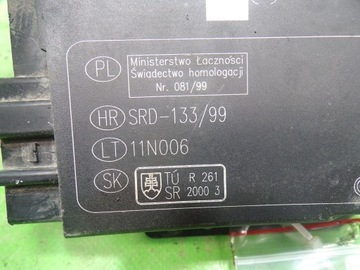 PL
Ministerstwo Łączności
Świadectwo homologacji
Nr. 081/99
HR SRD-133/99
LT 11N006
SK
TÚ R 261
SR 2000 3